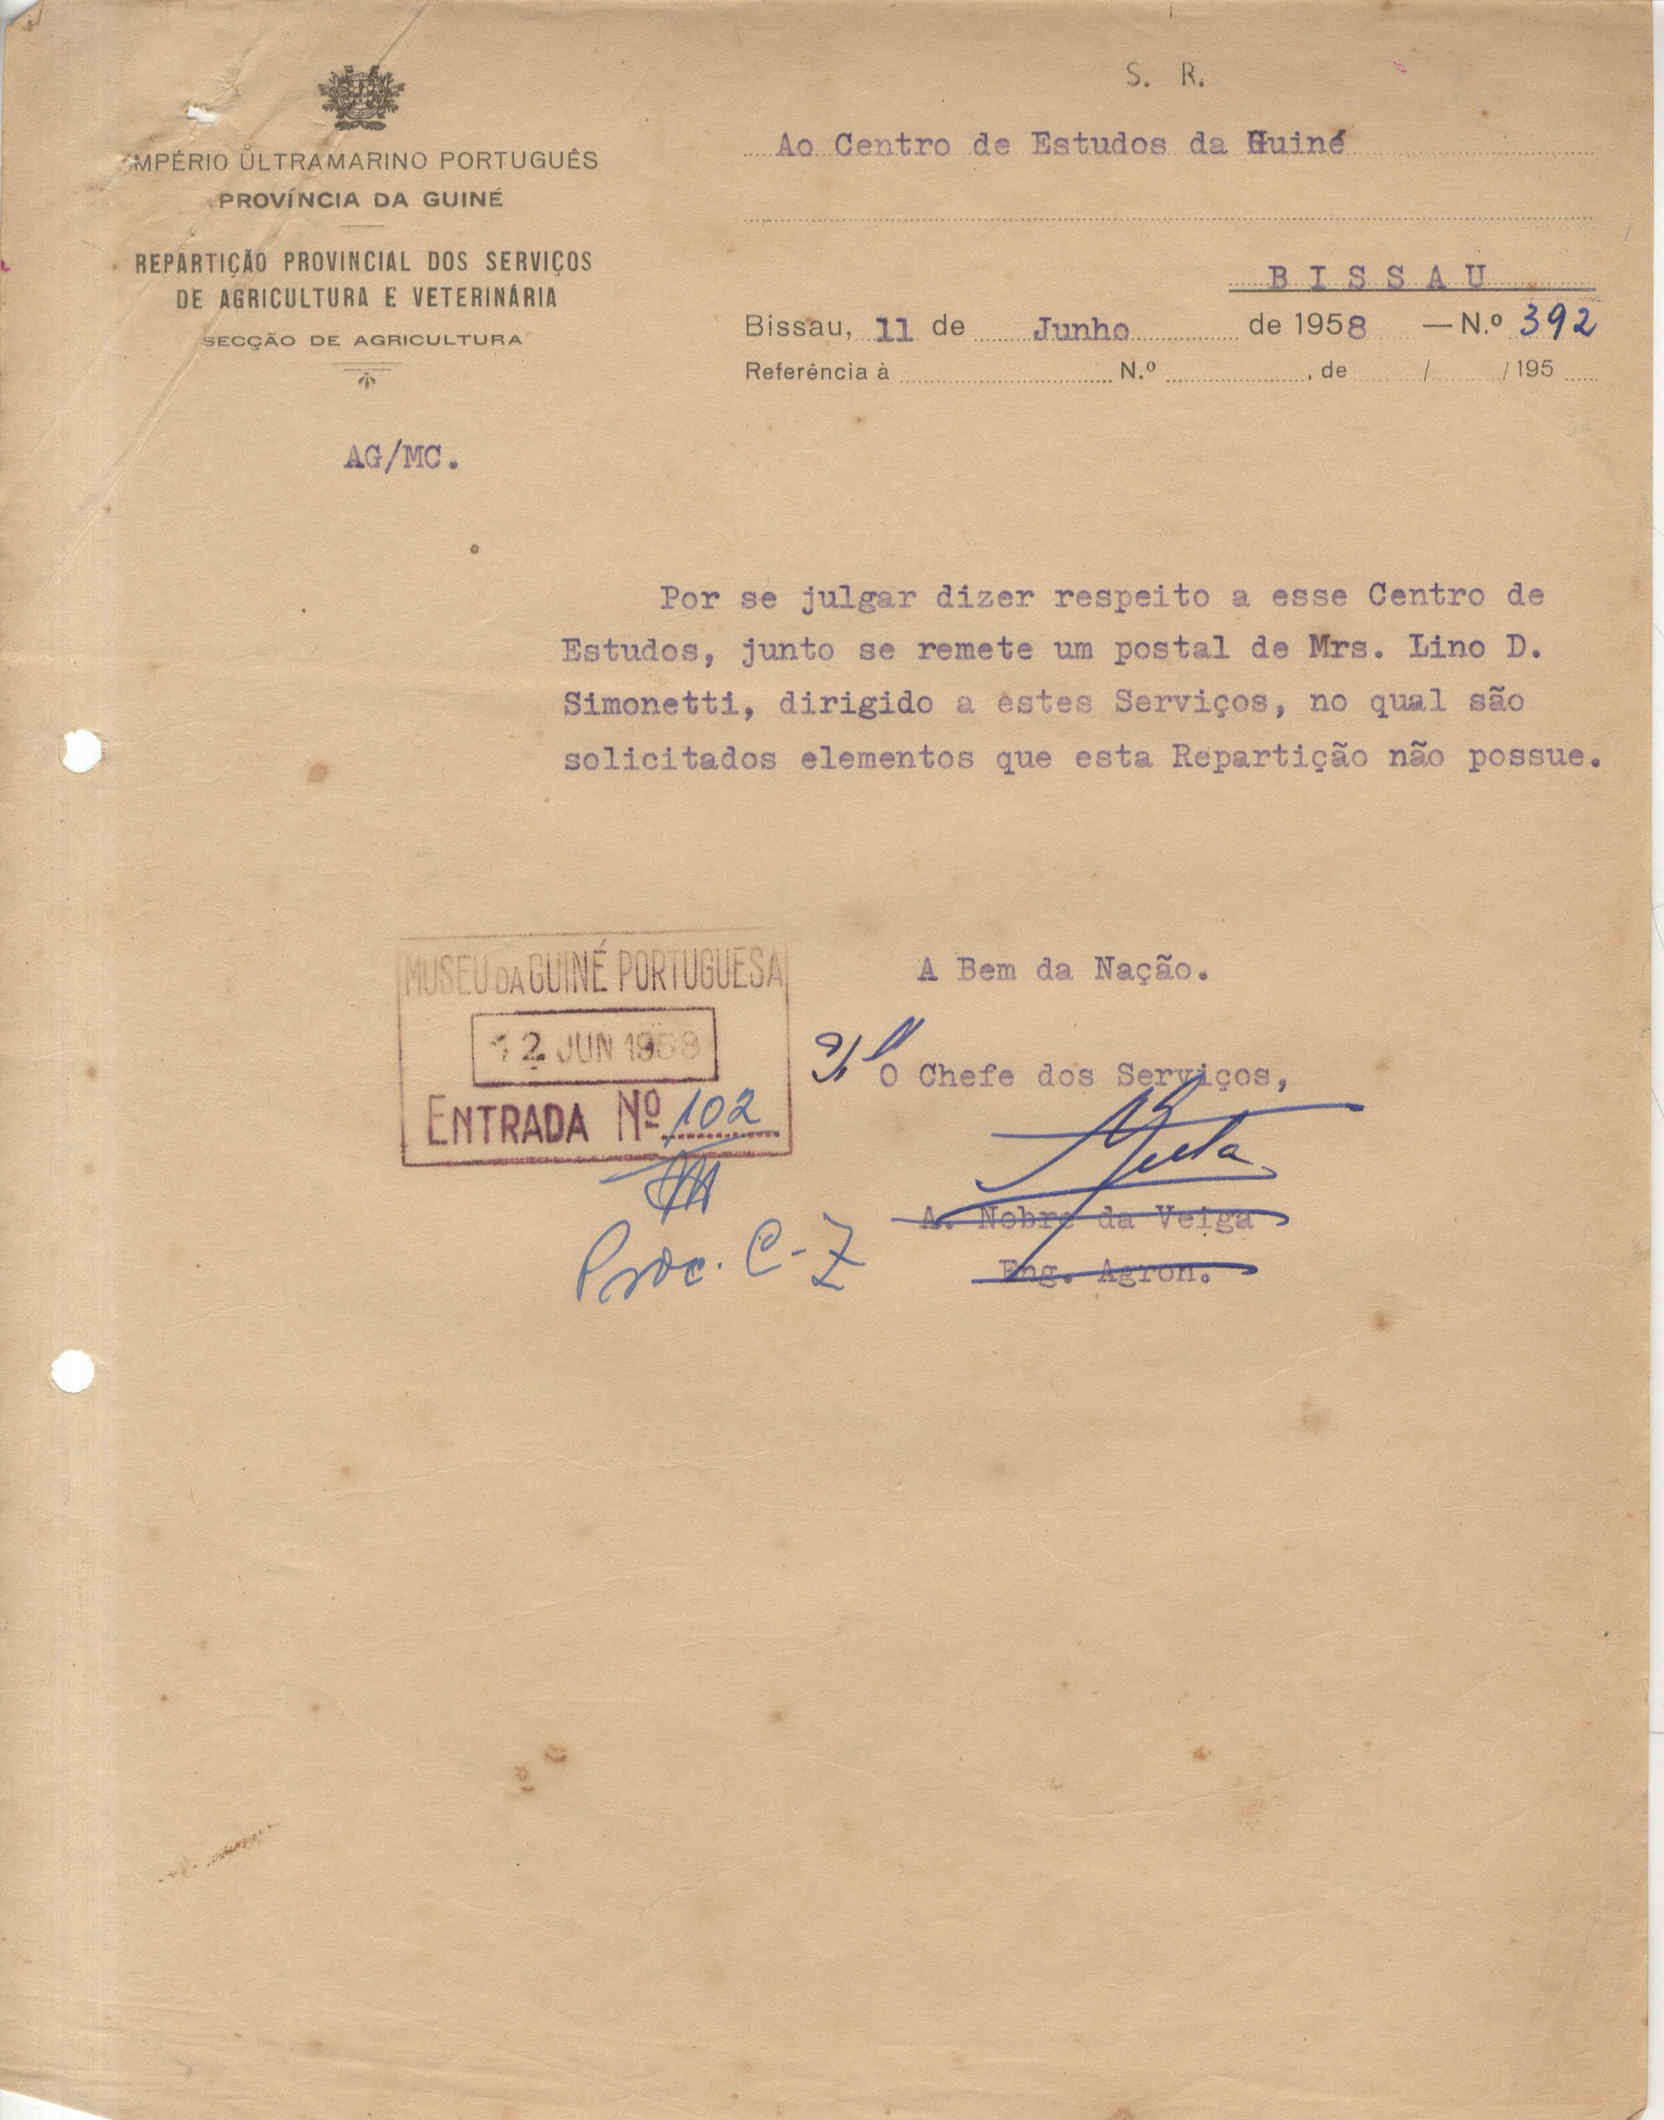 S. R.
IMPÉRIO ULTRAMARINO PORTUGUÊS
PROVÍNCIA DA GUINÉ
REPARTIÇÃO PROVINCIAL DOS SERVIÇOS
DE AGRICULTURA E VETERINÁRIA
SECÇÃO DE AGRICULTURA
Ao Centro de Estudos da Guiné
BISSAU
Bissau, 11 de Junho de 1958 — N.º 392
Referência à N.º , de / / 195
AG/MC.
Por se julgar dizer respeito a esse Centro de
Estudos, junto se remete um postal de Mrs. Lino D.
Simonetti, dirigido a estes Serviços, no qual são
solicitados elementos que esta Repartição não possue.
A Bem da Nação.
O Chefe dos Serviços,
A. Nobre da Veiga
Eng. Agron.
MUSEU DA GUINÉ PORTUGUESA
12 JUN 1958
ENTRADA Nº 102
Proc. C-Z